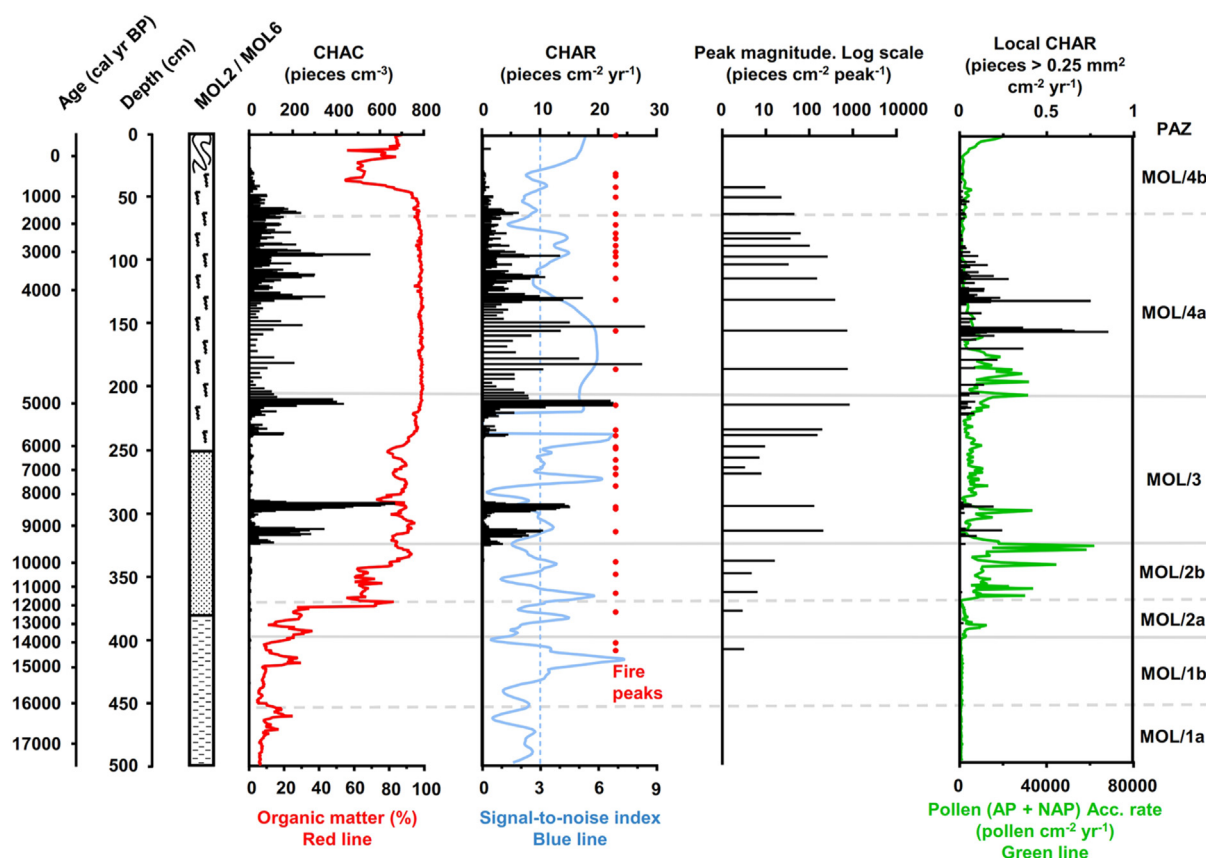 Age (cal yr BP)
Depth (cm)
MOL2 / MOL6
CHAC
(pieces cm⁻³)
CHAR
(pieces cm⁻² yr⁻¹)
Peak magnitude. Log scale
(pieces cm⁻² peak⁻¹)
Local CHAR
(pieces > 0.25 mm²
cm⁻² yr⁻¹)
0 200 400 600 800
0 10 20 30
0 10 100 1000 10000
0 0.5 1
PAZ
0
1000
2000
3000
4000
5000
6000
7000
8000
9000
10000
11000
12000
13000
14000
15000
16000
17000
0
50
100
150
200
250
300
350
400
450
500
Fire
peaks
MOL/4b
MOL/4a
MOL/3
MOL/2b
MOL/2a
MOL/1b
MOL/1a
0 20 40 60 80 100
0 3 6 9
0 40000 80000
Organic matter (%)
Red line
Signal-to-noise index
Blue line
Pollen (AP + NAP) Acc. rate
(pollen cm⁻² yr⁻¹)
Green line